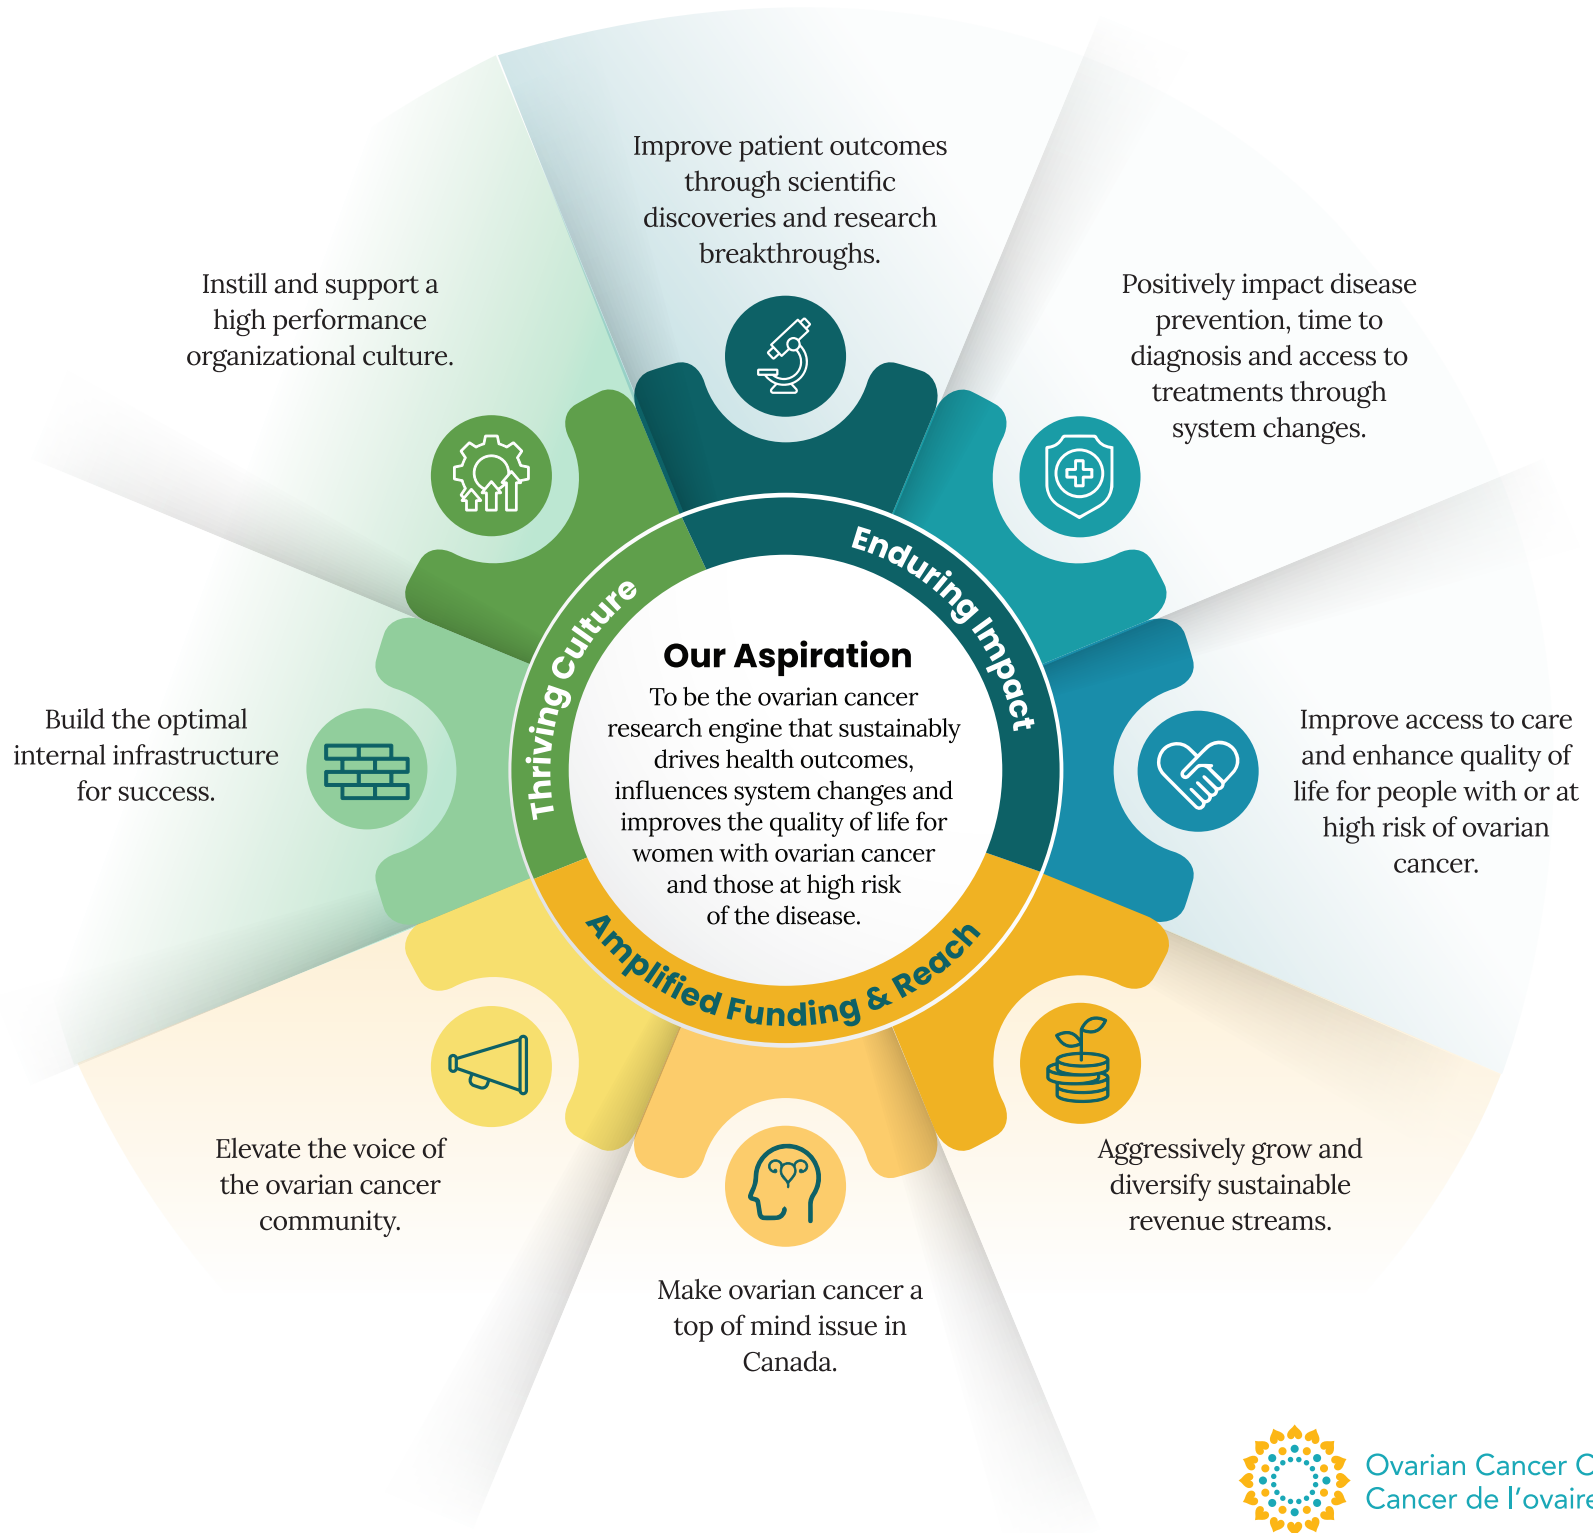 Improve patient outcomes
through scientific
discoveries and research
breakthroughs.
Positively impact disease
prevention, time to
diagnosis and access to
treatments through
system changes.
Improve access to care
and enhance quality of
life for people with or at
high risk of ovarian
cancer.
Aggressively grow and
diversify sustainable
revenue streams.
Make ovarian cancer a
top of mind issue in
Canada.
Elevate the voice of
the ovarian cancer
community.
Build the optimal
internal infrastructure
for success.
Instill and support a
high performance
organizational culture.
Enduring Impact
Amplified Funding & Reach
Thriving Culture
Our Aspiration
To be the ovarian cancer
research engine that sustainably
drives health outcomes,
influences system changes and
improves the quality of life for
women with ovarian cancer
and those at high risk
of the disease.
Ovarian Cancer
Cancer de l'ovaire